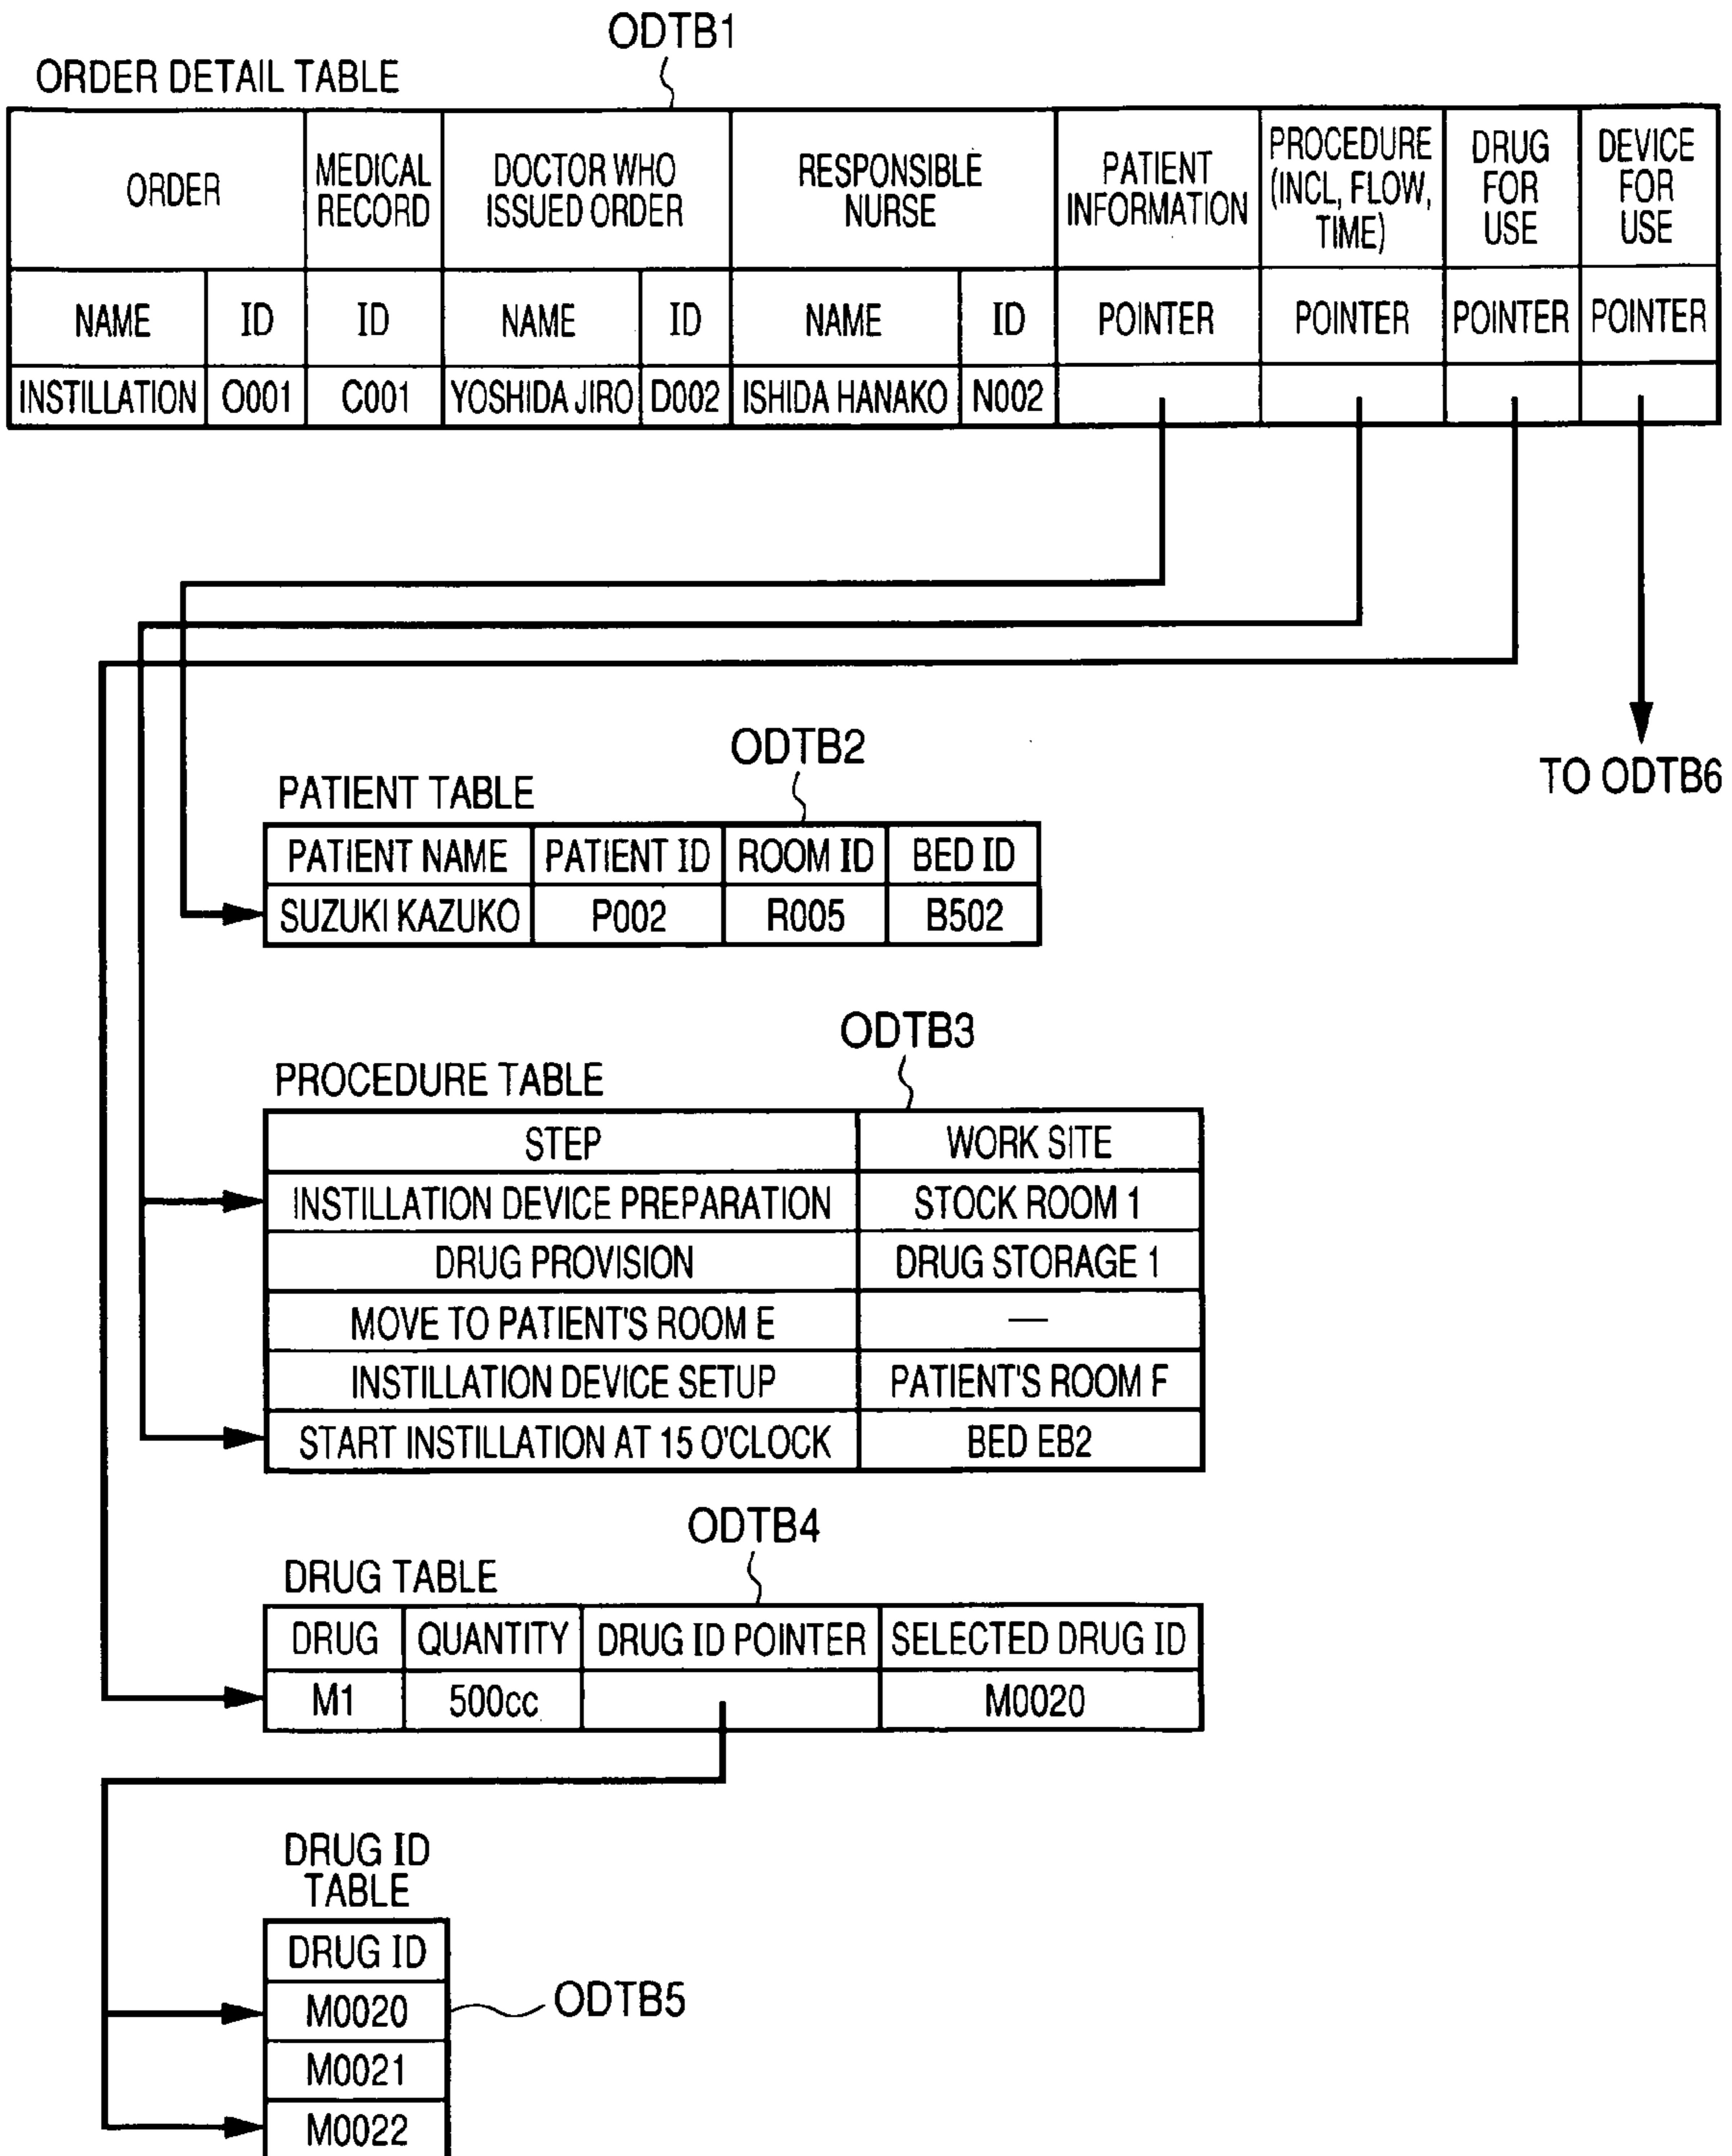 ODTB1
ORDER DETAIL TABLE
ORDER
MEDICAL
RECORD
DOCTOR WHO
ISSUED ORDER
RESPONSIBLE
NURSE
PATIENT
INFORMATION
PROCEDURE
(INCL, FLOW,
TIME)
DRUG
FOR
USE
DEVICE
FOR
USE
NAME ID ID NAME ID NAME ID POINTER POINTER POINTER POINTER
INSTILLATION O001 C001 YOSHIDA JIRO D002 ISHIDA HANAKO N002
TO ODTB6
ODTB2
PATIENT TABLE
PATIENT NAME PATIENT ID ROOM ID BED ID
SUZUKI KAZUKO P002 R005 B502
ODTB3
PROCEDURE TABLE
STEP WORK SITE
INSTILLATION DEVICE PREPARATION STOCK ROOM 1
DRUG PROVISION DRUG STORAGE 1
MOVE TO PATIENT'S ROOM E —
INSTILLATION DEVICE SETUP PATIENT'S ROOM F
START INSTILLATION AT 15 O'CLOCK BED EB2
ODTB4
DRUG TABLE
DRUG QUANTITY DRUG ID POINTER SELECTED DRUG ID
M1 500cc M0020
DRUG ID
TABLE
DRUG ID
M0020
ODTB5
M0021
M0022